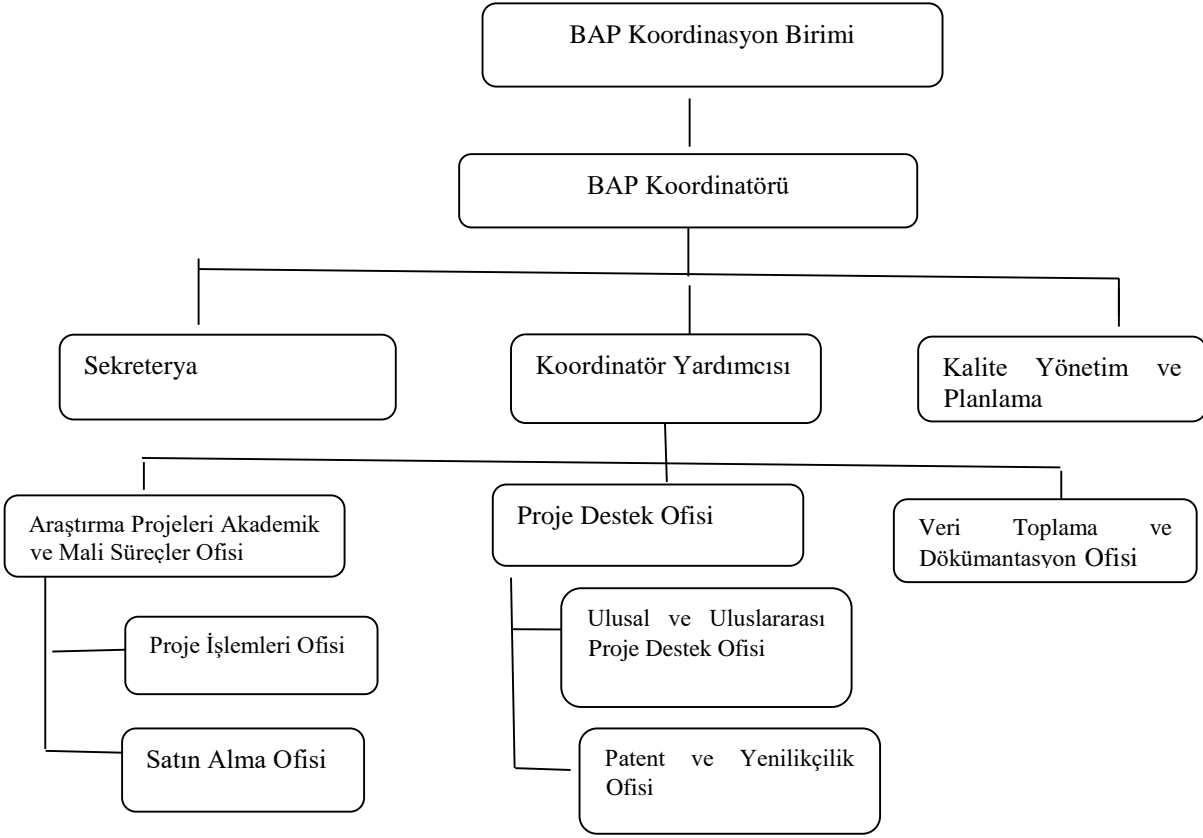 BAP Koordinasyon Birimi
BAP Koordinatörü
Sekreterya
Koordinatör Yardımcısı
Kalite Yönetim ve
Planlama
Araştırma Projeleri Akademik
ve Mali Süreçler Ofisi
Proje Destek Ofisi
Veri Toplama ve
Dökümantasyon Ofisi
Proje İşlemleri Ofisi
Ulusal ve Uluslararası
Proje Destek Ofisi
Satın Alma Ofisi
Patent ve Yenilikçilik
Ofisi